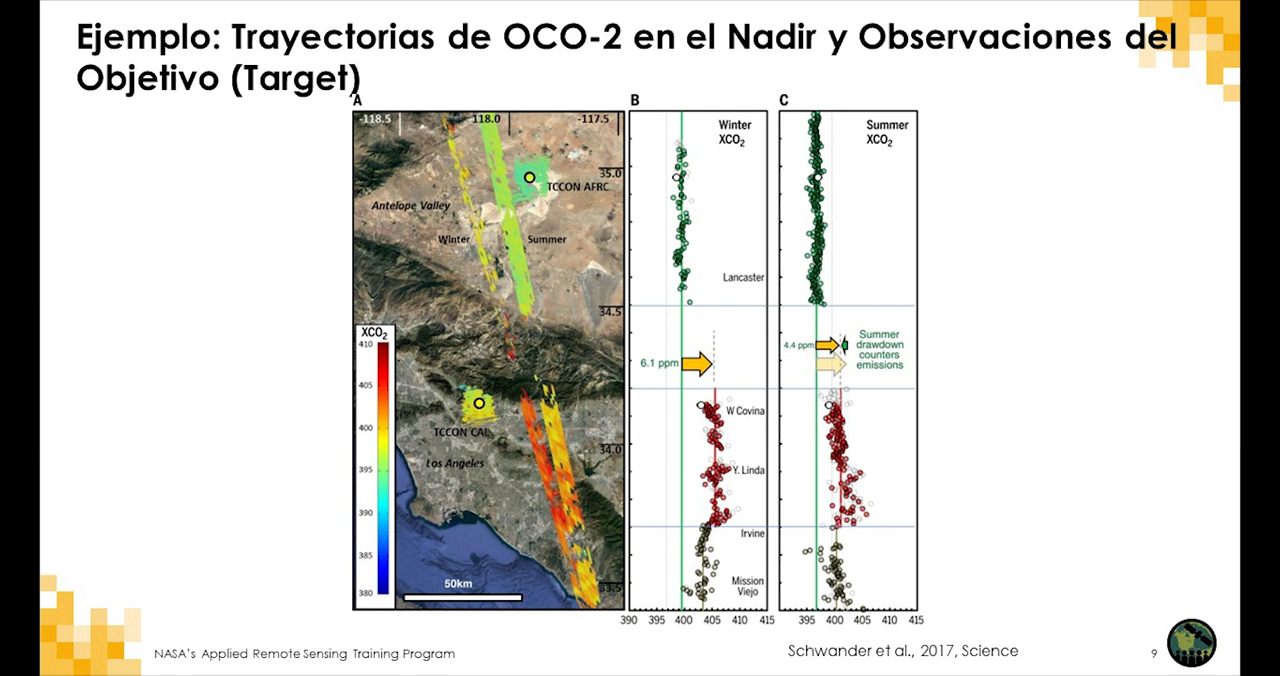 Ejemplo: Trayectorias de OCO-2 en el Nadir y Observaciones del
Objetivo (Target)
A
-118.5 118.0 -117.5
35.0
TCCON AFRC
Antelope Valley
Winter
Summer
34.5
XCO2
410
405
400
395
390
385
380
TCCON CAL
34.0
Los Angeles
50km
33.5
B
Winter
XCO2
Lancaster
6.1 ppm
W Covina
Y. Linda
Irvine
Mission
Viejo
390 395 400 405 410 415
C
Summer
XCO2
4.4 ppm
Summer
drawdown
counters
emissions
395 400 405 410 415
NASA's Applied Remote Sensing Training Program
Schwander et al., 2017, Science
9